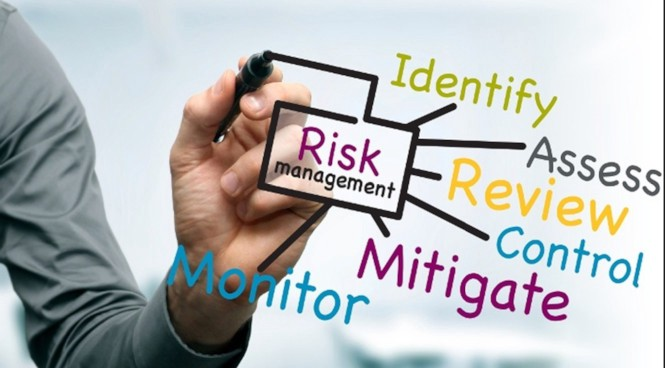 Identify
Risk
management
Assess
Review
Control
Mitigate
Monitor